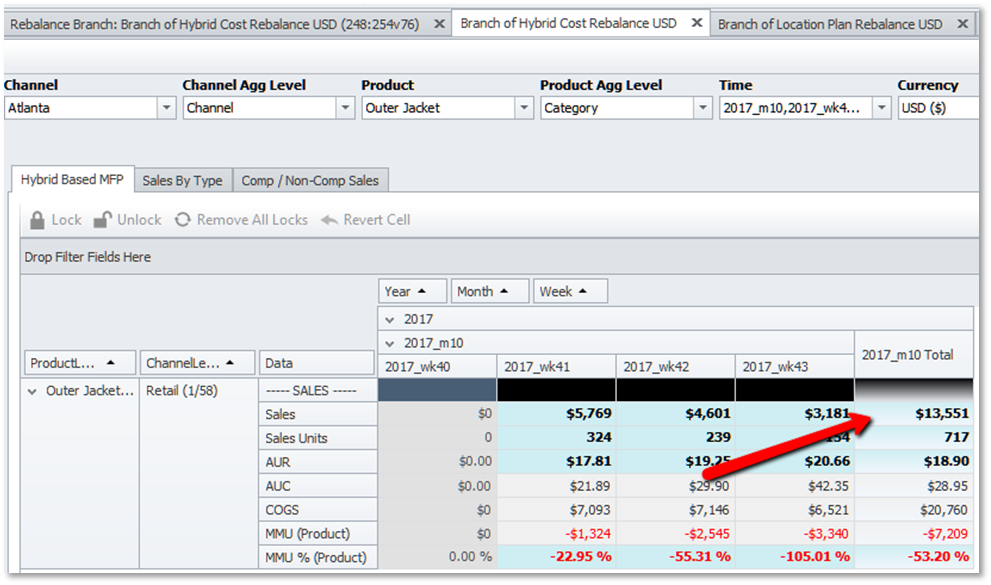 Rebalance Branch: Branch of Hybrid Cost Rebalance USD (248:254v76) Branch of Hybrid Cost Rebalance USD Branch of Location Plan Rebalance USD
Channel Channel Agg Level Product Product Agg Level Time Currency
Atlanta Channel Outer Jacket Category 2017_m10,2017_wk4... USD ($)
Hybrid Based MFP Sales By Type Comp / Non-Comp Sales
Lock Unlock Remove All Locks Revert Cell
Drop Filter Fields Here
Year Month Week
2017
2017_m10 2017_m10 Total
ProductL... ChannelLe... Data 2017_wk40 2017_wk41 2017_wk42 2017_wk43
Outer Jacket... Retail (1/58) ----- SALES -----
Sales $0 $5,769 $4,601 $3,181 $13,551
Sales Units 0 324 239 154 717
AUR $0.00 $17.81 $19.25 $20.66 $18.90
AUC $0.00 $21.89 $29.90 $42.35 $28.95
COGS $0 $7,093 $7,146 $6,521 $20,760
MMU (Product) $0 -$1,324 -$2,545 -$3,340 -$7,209
MMU % (Product) 0.00 % -22.95 % -55.31 % -105.01 % -53.20 %